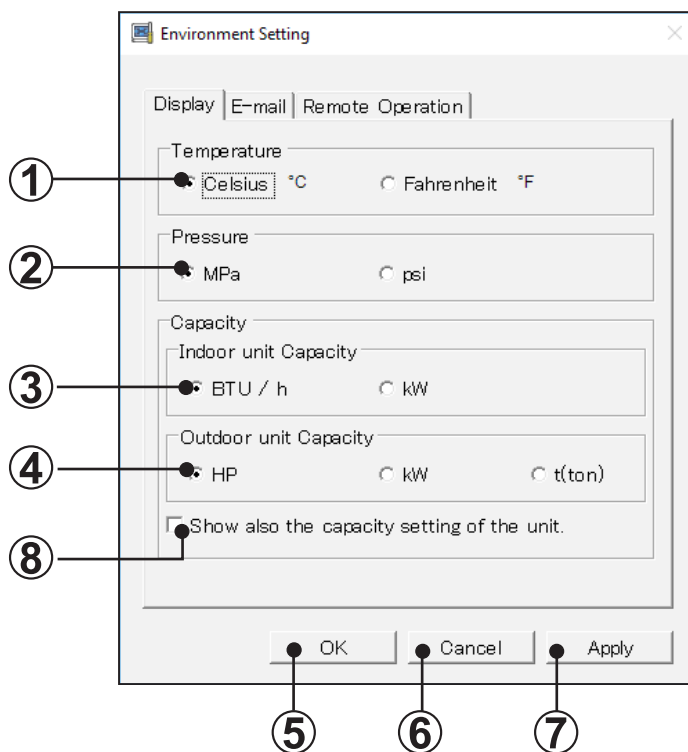 Environment Setting
Display E-mail Remote Operation
Temperature
① Celsius °C Fahrenheit °F
Pressure
② MPa psi
Capacity
Indoor unit Capacity
③ BTU / h kW
Outdoor unit Capacity
④ HP kW t(ton)
⑧ Show also the capacity setting of the unit.
OK Cancel Apply
⑤ ⑥ ⑦